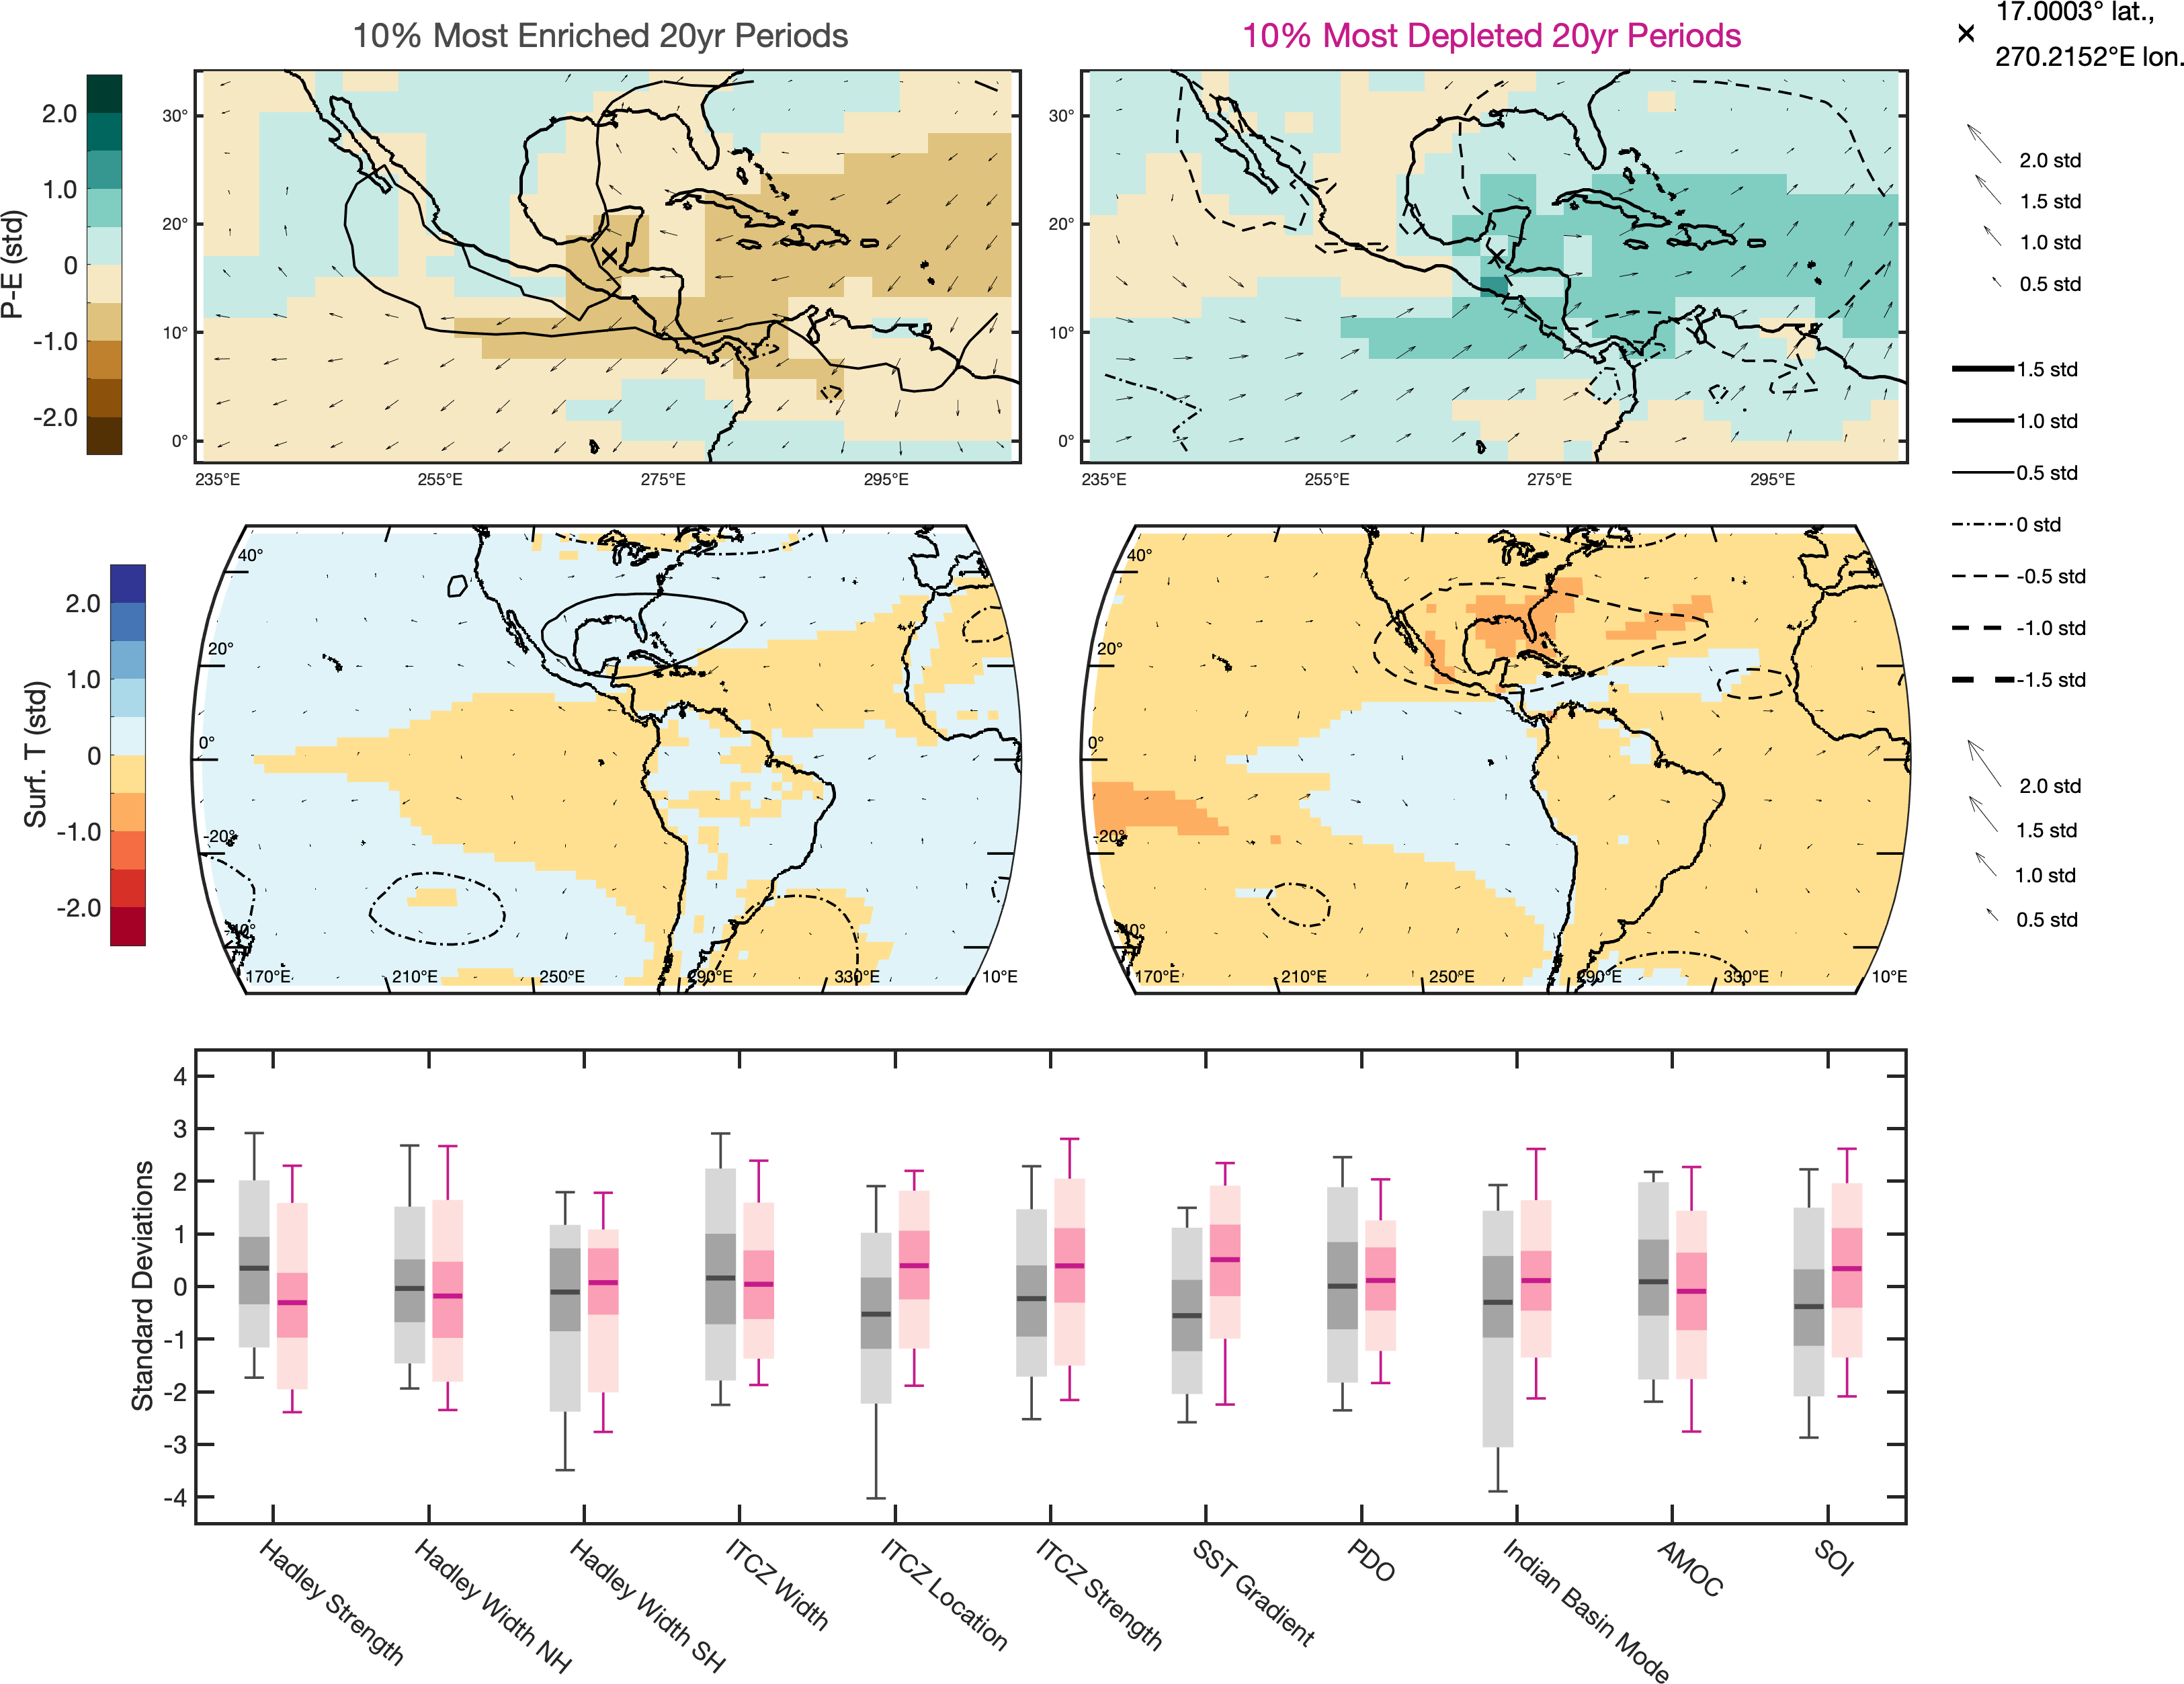 10% Most Enriched 20yr Periods
10% Most Depleted 20yr Periods
17.0003° lat.,
270.2152°E lon.
P-E (std)
2.0
1.0
0
-1.0
-2.0
30°
20°
10°
0°
235°E
255°E
275°E
295°E
30°
20°
10°
0°
235°E
255°E
275°E
295°E
2.0 std
1.5 std
1.0 std
0.5 std
1.5 std
1.0 std
0.5 std
0 std
-0.5 std
-1.0 std
-1.5 std
2.0 std
1.5 std
1.0 std
0.5 std
Surf. T (std)
2.0
1.0
0
-1.0
-2.0
40°
20°
0°
-20°
-40°
170°E
210°E
250°E
290°E
330°E
10°E
40°
20°
0°
-20°
-40°
170°E
210°E
250°E
290°E
330°E
10°E
Standard Deviations
4
3
2
1
0
-1
-2
-3
-4
Hadley Strength
Hadley Width NH
Hadley Width SH
ITCZ Width
ITCZ Location
ITCZ Strength
SST Gradient
PDO
Indian Basin Mode
AMOC
SOI